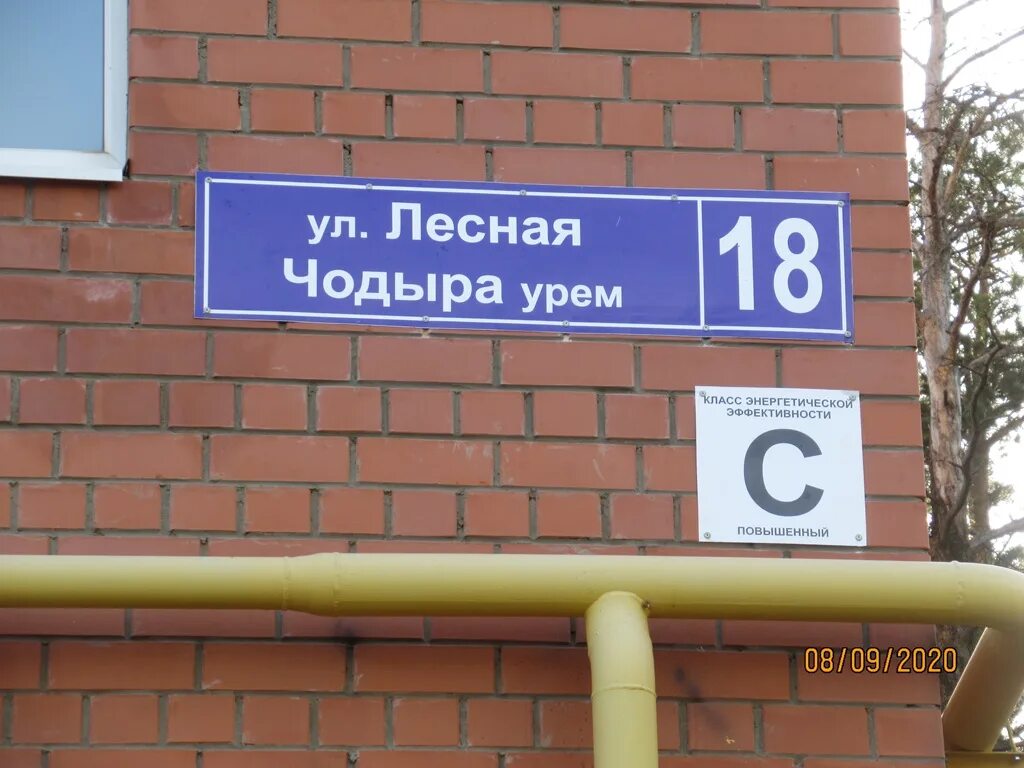 ул. Лесная
Чодыра урем
18
КЛАСС ЭНЕРГЕТИЧЕСКОЙ
ЭФФЕКТИВНОСТИ
С
ПОВЫШЕННЫЙ
08/09/2020